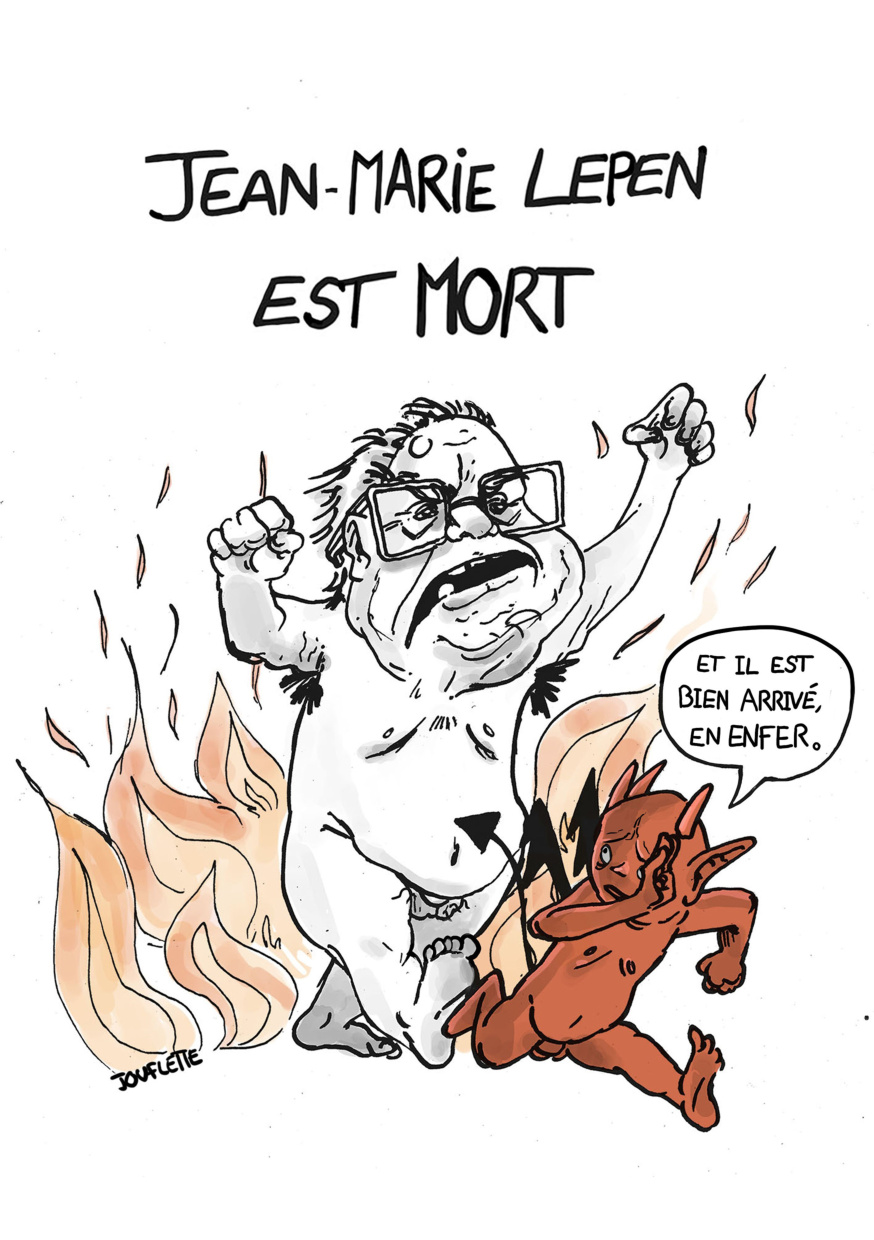 JEAN-MARiE LEPEN
EST MORT
ET IL EST
BIEN ARRIVÉ,
EN ENFER.
JOUFLETTE